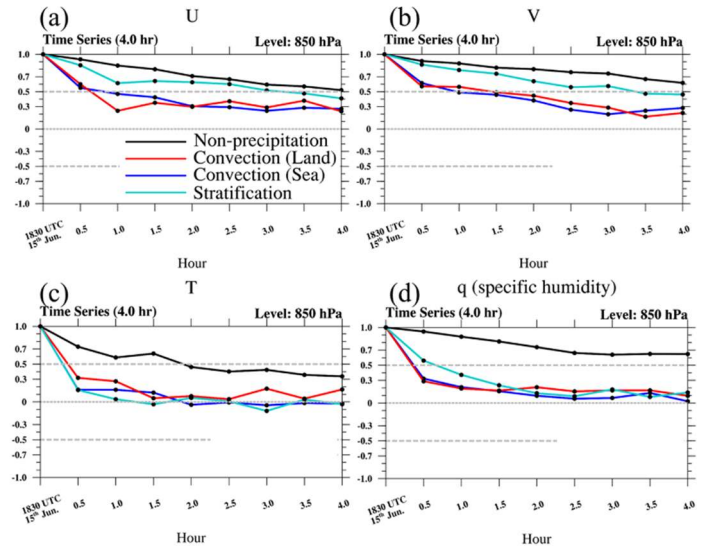 (a) U
Time Series (4.0 hr) Level: 850 hPa
1.0
0.7
0.5
0.3
0
-0.3
-0.5
-0.7
-1.0
Non-precipitation
Convection (Land)
Convection (Sea)
Stratification
1830 UTC 0.5 1.0 1.5 2.0 2.5 3.0 3.5 4.0
15th Jun.
Hour
(b) V
Time Series (4.0 hr) Level: 850 hPa
1.0
0.7
0.5
0.3
0
-0.3
-0.5
-0.7
-1.0
1830 UTC 0.5 1.0 1.5 2.0 2.5 3.0 3.5 4.0
15th Jun.
Hour
(c) T
Time Series (4.0 hr) Level: 850 hPa
1.0
0.7
0.5
0.3
0
-0.3
-0.5
-0.7
-1.0
1830 UTC 0.5 1.0 1.5 2.0 2.5 3.0 3.5 4.0
15th Jun.
Hour
(d) q (specific humidity)
Time Series (4.0 hr) Level: 850 hPa
1.0
0.7
0.5
0.3
0
-0.3
-0.5
-0.7
-1.0
1830 UTC 0.5 1.0 1.5 2.0 2.5 3.0 3.5 4.0
15th Jun.
Hour